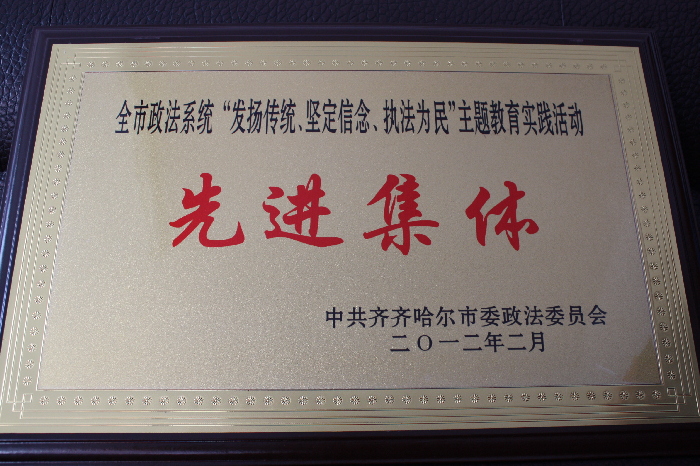 全市政法系统“发扬传统、坚定信念、执法为民”主题教育实践活动
先进集体
中共齐齐哈尔市委政法委员会
二〇一二年二月